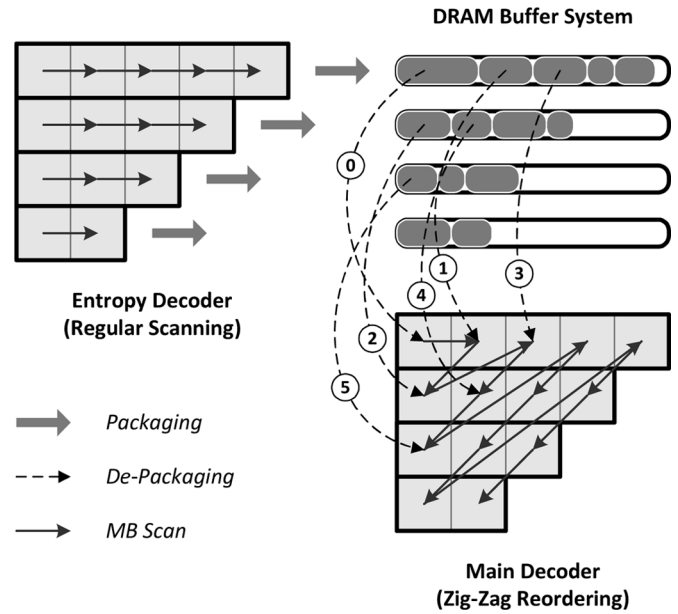 DRAM Buffer System
0
1
3
4
2
5
Entropy Decoder
(Regular Scanning)
Packaging
De-Packaging
MB Scan
Main Decoder
(Zig-Zag Reordering)